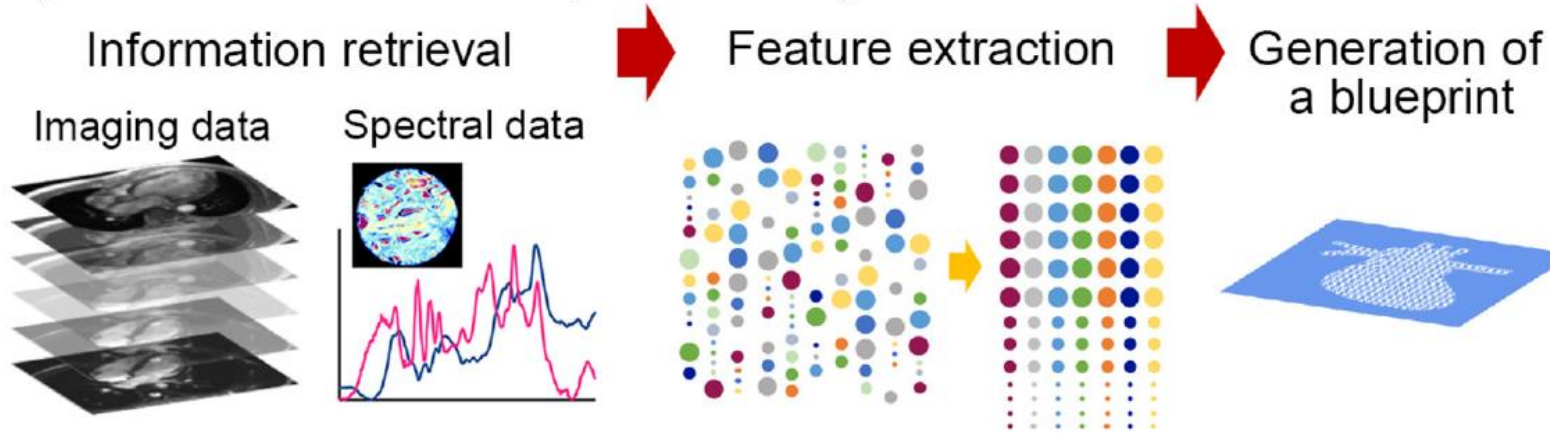 Information retrieval
Feature extraction
Generation of
a blueprint
Imaging data
Spectral data